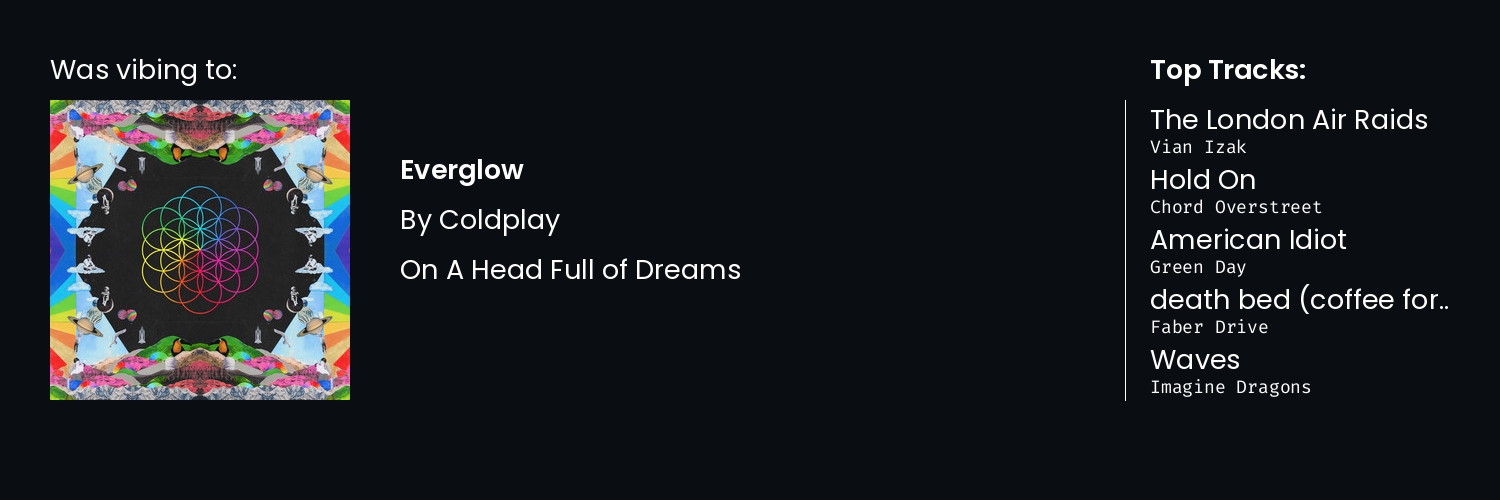 Was vibing to:
Everglow
By Coldplay
On A Head Full of Dreams
Top Tracks:
The London Air Raids
Vian Izak
Hold On
Chord Overstreet
American Idiot
Green Day
death bed (coffee for..
Faber Drive
Waves
Imagine Dragons